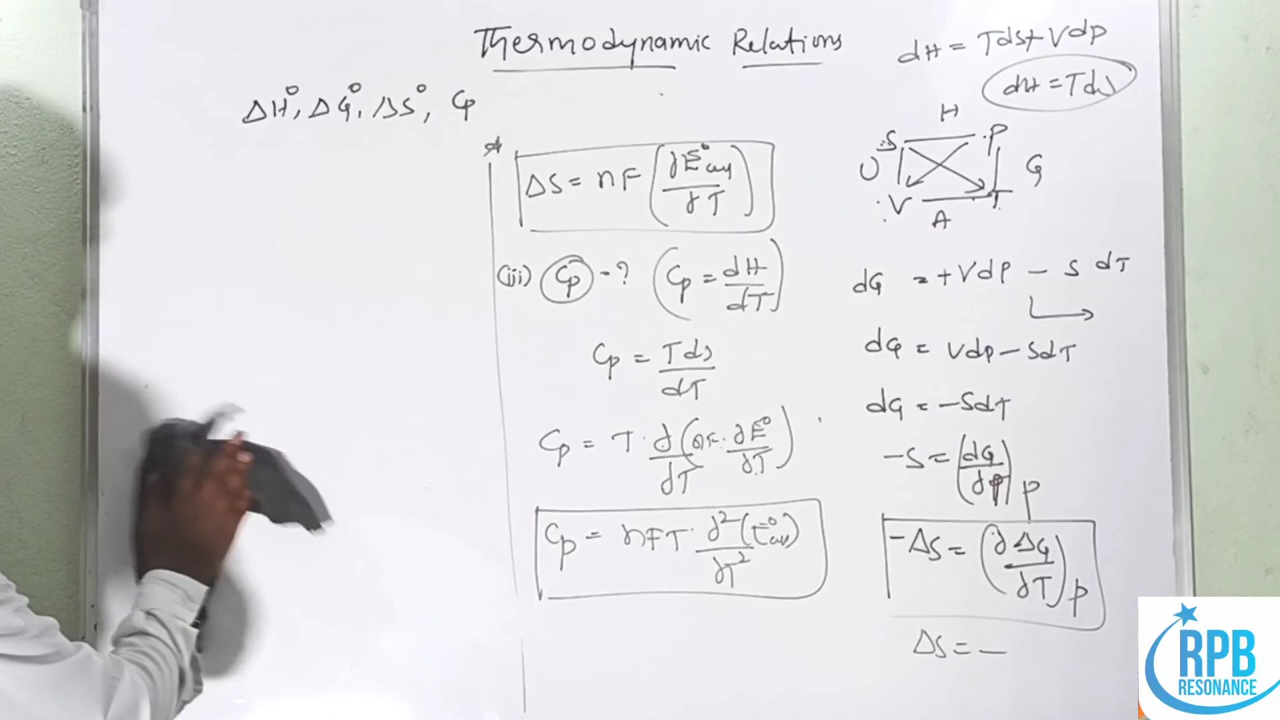 Thermodynamic Relations
ΔH°, ΔG°, ΔS°, Cp
ΔS = nF (∂E°cell/∂T)
(iii) Cp - ? (Cp = dH/dT)
Cp = Tds/dT
Cp = T · ∂/∂T (nF · ∂E°/∂T)
Cp = nFT · ∂²(E°cell)/∂T²
dH = Tds + Vdp
dH = Tds
H
S P
U G
V T
A
dG = +Vdp - S dT
dG = Vdp - SdT
dG = -SdT
-S = (dG/dT)p
-ΔS = (∂ΔG/∂T)p
ΔS = —
RPB
RESONANCE